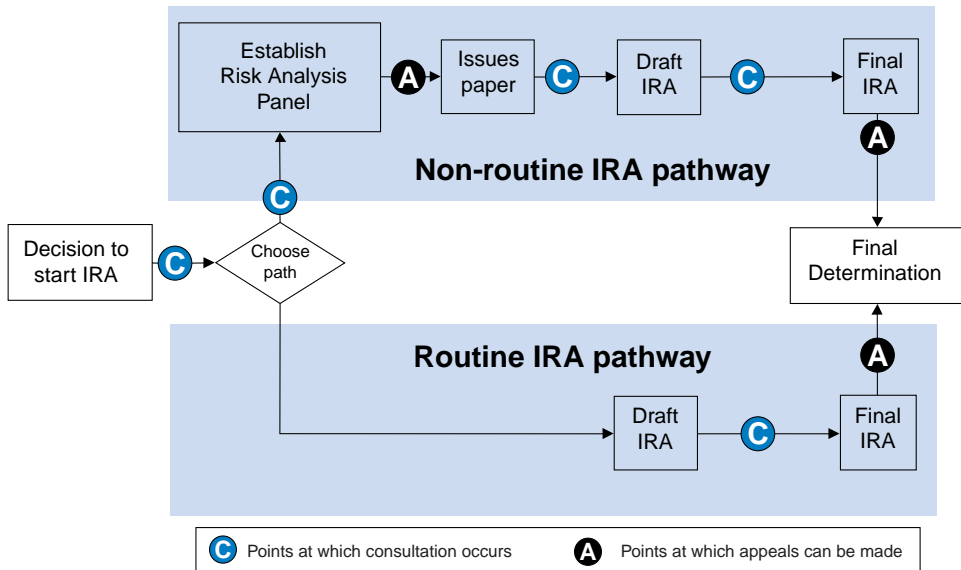 Establish
Risk Analysis
Panel
A
Issues
paper
C
Draft
IRA
C
Final
IRA
A
Non-routine IRA pathway
C
Decision to
start IRA
C
Choose
path
Final
Determination
Routine IRA pathway
A
Draft
IRA
C
Final
IRA
C Points at which consultation occurs
A Points at which appeals can be made